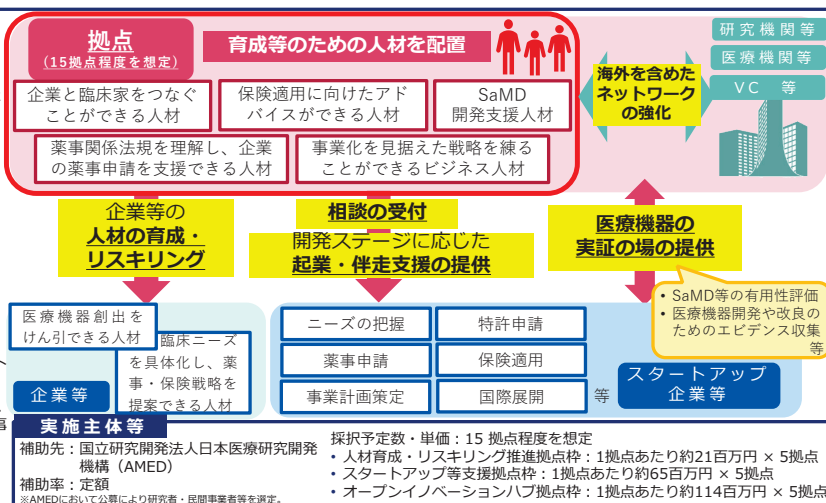 拠点
(15拠点程度を想定)
育成等のための人材を配置
企業と臨床家をつなぐ
ことができる人材
保険適用に向けたアド
バイスができる人材
SaMD
開発支援人材
薬事関係法規を理解し、企業
の薬事申請を支援できる人材
事業化を見据えた戦略を練る
ことができるビジネス人材
海外を含めた
ネットワーク
の強化
研究機関等
医療機関等
VC 等
企業等の
人材の育成・
リスキリング
相談の受付
開発ステージに応じた
起業・伴走支援の提供
医療機器の
実証の場の提供
• SaMD等の有用性評価
• 医療機器開発や改良の
ためのエビデンス収集
等
医療機器創出を
けん引できる人材
臨床ニーズ
を具体化し、薬
事・保険戦略を
提案できる人材
企業等
ニーズの把握
特許申請
薬事申請
保険適用
事業計画策定
国際展開
等
スタートアップ
企業等
ト
事
実施主体等
補助先：国立研究開発法人日本医療研究開発
機構（AMED）
補助率：定額
※AMEDにおいて公募により研究者・民間事業者等を選定。
採択予定数・単価：15 拠点程度を想定
• 人材育成・リスキリング推進拠点枠：1拠点あたり約21百万円 × 5拠点
• スタートアップ等支援拠点枠：1拠点あたり約65百万円 × 5拠点
• オープンイノベーションハブ拠点枠：1拠点あたり約114百万円 × 5拠点